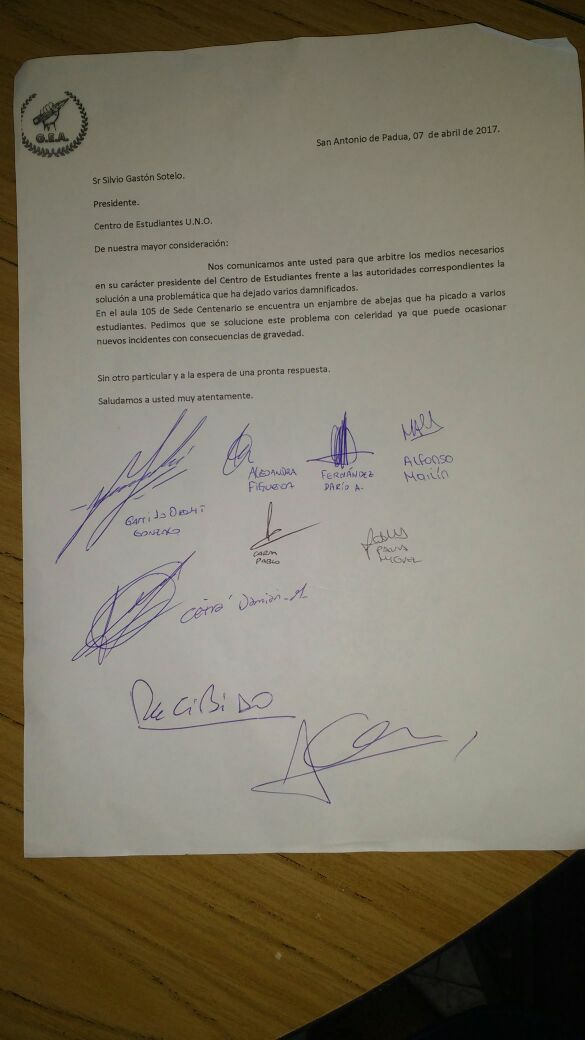 G.E.A.
San Antonio de Padua, 07 de abril de 2017.
Sr Silvio Gastón Sotelo.
Presidente.
Centro de Estudiantes U.N.O.
De nuestra mayor consideración:
Nos comunicamos ante usted para que arbitre los medios necesarios
en su carácter presidente del Centro de Estudiantes frente a las autoridades correspondientes la
solución a una problemática que ha dejado varios damnificados.
En el aula 105 de Sede Centenario se encuentra un enjambre de abejas que ha picado a varios
estudiantes. Pedimos que se solucione este problema con celeridad ya que puede ocasionar
nuevos incidentes con consecuencias de gravedad.
Sin otro particular y a la espera de una pronta respuesta.
Saludamos a usted muy atentamente.
ALEJANDRA
FIGUEROA
FERNÁNDEZ
DARÍO A.
ALFONSO
Mailín
Garrido
GONZALO
PABLO
MIGUEL
Damián
RECIBIDO